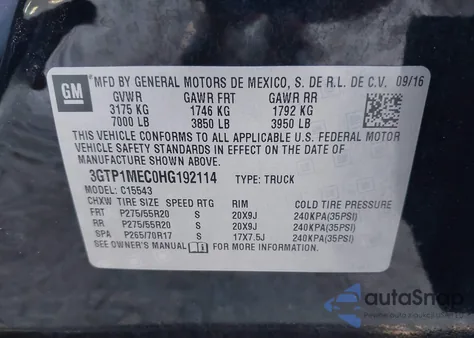 GM
MFD BY GENERAL MOTORS DE MEXICO, S. DE R.L. DE C.V. 09/16
GVWR GAWR FRT GAWR RR
3175 KG 1746 KG 1792 KG
7000 LB 3850 LB 3950 LB
THIS VEHICLE CONFORMS TO ALL APPLICABLE U.S. FEDERAL MOTOR
VEHICLE SAFETY STANDARDS IN EFFECT ON THE DATE OF
MANUFACTURE SHOWN ABOVE.
3GTP1MEC0HG192114 TYPE: TRUCK
MODEL: C15543
CHXW TIRE SIZE SPEED RTG RIM COLD TIRE PRESSURE
FRT P275/55R20 S 20X9J 240KPA(35PSI)
RR P275/55R20 S 20X9J 240KPA(35PSI)
SPA P265/70R17 S 17X7.5J 240KPA(35PSI)
SEE OWNER'S MANUAL FOR MORE INFORMATION.
autoSnap